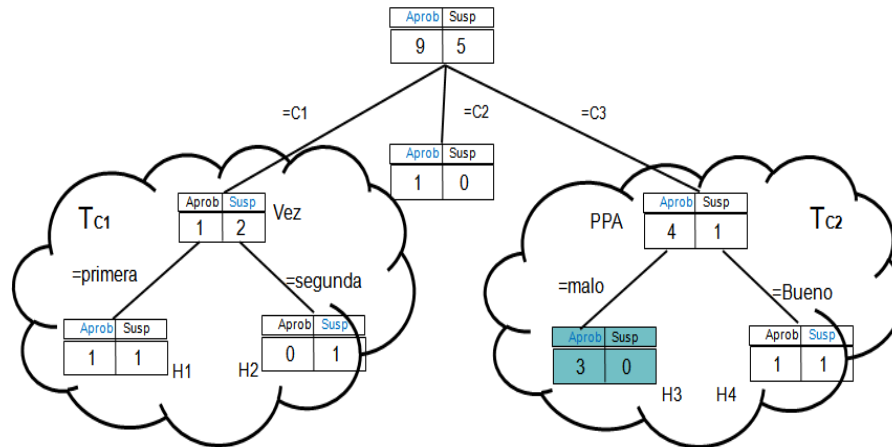 Aprob Susp
9 5
=C1 =C2 =C3
Aprob Susp
1 0
TC1
Aprob Susp
1 2
Vez
PPA
Aprob Susp
4 1
TC2
=primera
=segunda
=malo
=Bueno
Aprob Susp
1 1
H1
Aprob Susp
0 1
H2
Aprob Susp
3 0
H3
Aprob Susp
1 1
H4